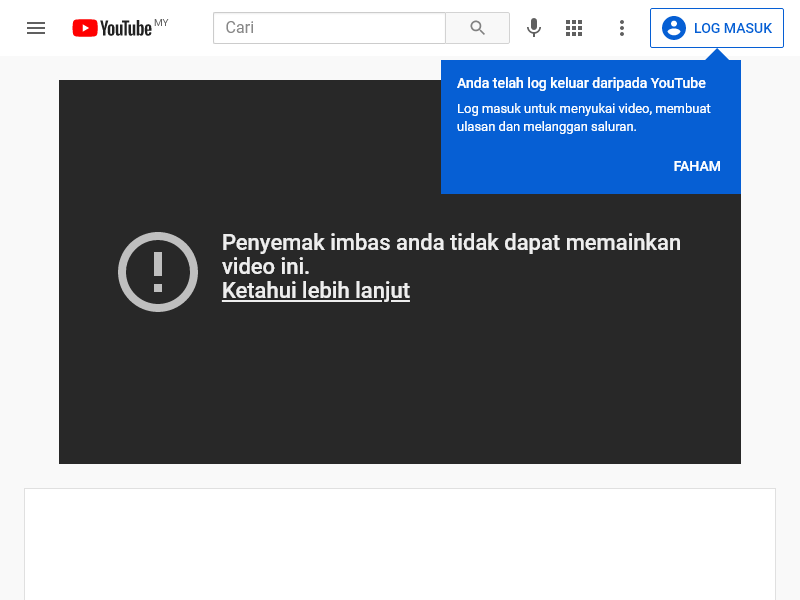 YouTube MY
Cari
LOG MASUK
Anda telah log keluar daripada YouTube
Log masuk untuk menyukai video, membuat
ulasan dan melanggan saluran.
FAHAM
Penyemak imbas anda tidak dapat memainkan
video ini.
Ketahui lebih lanjut